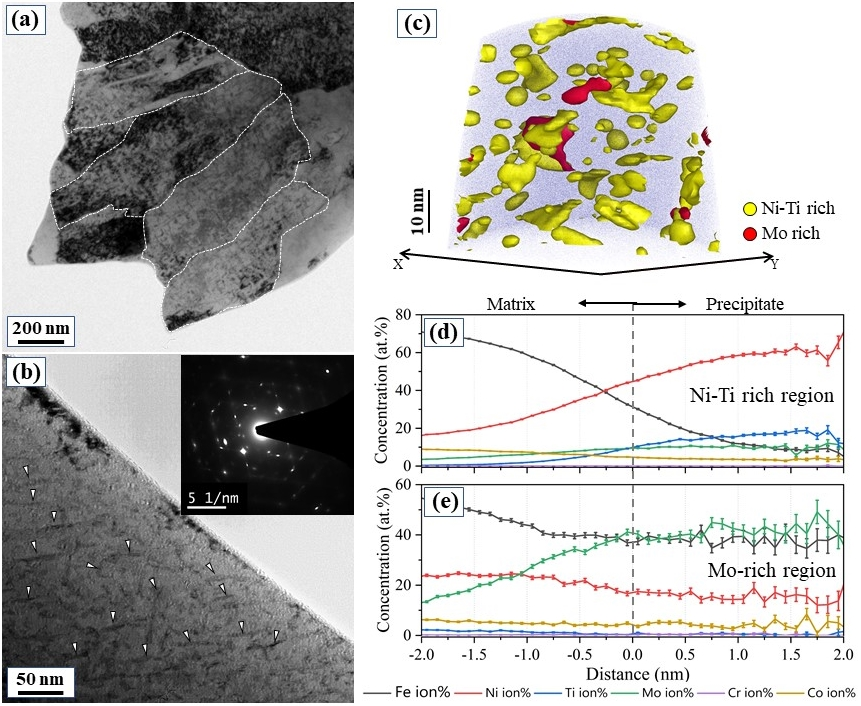 (a)
200 nm
(b)
5 1/nm
50 nm
(c)
10 nm
Ni-Ti rich
Mo rich
X
Y
Matrix
Precipitate
(d)
Concentration (at.%)
80
60
40
20
0
Ni-Ti rich region
(e)
Concentration (at.%)
60
40
20
0
Mo-rich region
-2.0 -1.5 -1.0 -0.5 0.0 0.5 1.0 1.5 2.0
Distance (nm)
Fe ion% Ni ion% Ti ion% Mo ion% Cr ion% Co ion%